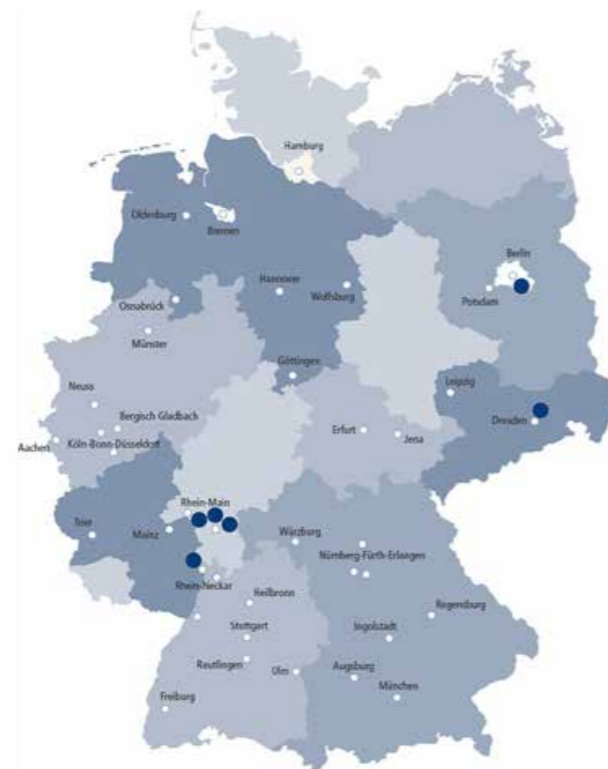 Hamburg
Oldenburg
Bremen
Berlin
Hannover
Wolfsburg
Potsdam
Osnabrück
Münster
Göttingen
Neuss
Leipzig
Bergisch Gladbach
Dresden
Erfurt
Jena
Aachen
Köln-Bonn-Düsseldorf
Rhein-Main
Trier
Mainz
Würzburg
Nürnberg-Fürth-Erlangen
Rhein-Neckar
Heilbronn
Regensburg
Stuttgart
Ingolstadt
Reutlingen
Ulm
Augsburg
München
Freiburg